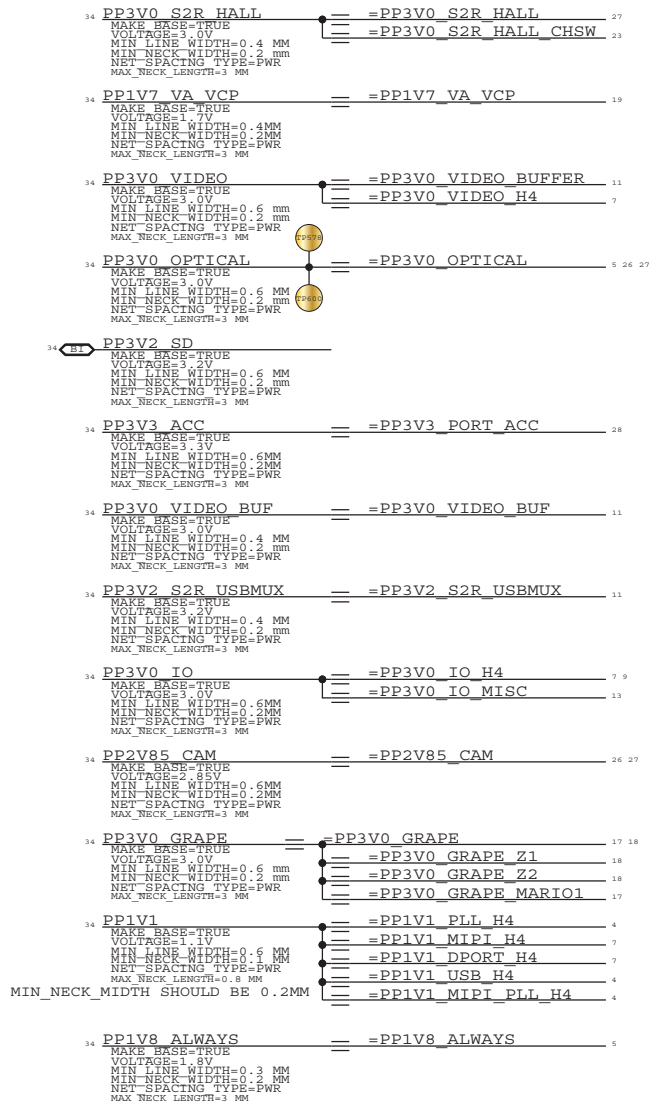 34 PP3V0_S2R_HALL =PP3V0_S2R_HALL 27
=PP3V0_S2R_HALL_CHSW 23
MAKE_BASE=TRUE
VOLTAGE=3.0V
MIN_LINE_WIDTH=0.4 MM
MIN_NECK_WIDTH=0.2 mm
NET_SPACING_TYPE=PWR
MAX_NECK_LENGTH=3 MM
34 PP1V7_VA_VCP =PP1V7_VA_VCP 19
MAKE_BASE=TRUE
VOLTAGE=1.7V
MIN_LINE_WIDTH=0.4MM
MIN_NECK_WIDTH=0.2MM
NET_SPACING_TYPE=PWR
MAX_NECK_LENGTH=3 MM
34 PP3V0_VIDEO =PP3V0_VIDEO_BUFFER 11
=PP3V0_VIDEO_H4 7
MAKE_BASE=TRUE
VOLTAGE=3.0V
MIN_LINE_WIDTH=0.6 mm
MIN_NECK_WIDTH=0.2 mm
NET_SPACING_TYPE=PWR
MAX_NECK_LENGTH=3 MM
TP578
34 PP3V0_OPTICAL =PP3V0_OPTICAL 5 26 27
MAKE_BASE=TRUE
VOLTAGE=3.0V
MIN_LINE_WIDTH=0.6 MM
MIN_NECK_WIDTH=0.2 mm
NET_SPACING_TYPE=PWR
MAX_NECK_LENGTH=3 MM
TP600
34 BI PP3V2_SD
MAKE_BASE=TRUE
VOLTAGE=3.2V
MIN_LINE_WIDTH=0.6 MM
MIN_NECK_WIDTH=0.2 mm
NET_SPACING_TYPE=PWR
MAX_NECK_LENGTH=3 MM
34 PP3V3_ACC =PP3V3_PORT_ACC 28
MAKE_BASE=TRUE
VOLTAGE=3.3V
MIN_LINE_WIDTH=0.6MM
MIN_NECK_WIDTH=0.2MM
NET_SPACING_TYPE=PWR
MAX_NECK_LENGTH=3 MM
34 PP3V0_VIDEO_BUF =PP3V0_VIDEO_BUF 11
MAKE_BASE=TRUE
VOLTAGE=3.0V
MIN_LINE_WIDTH=0.4 MM
MIN_NECK_WIDTH=0.2 mm
NET_SPACING_TYPE=PWR
MAX_NECK_LENGTH=3 MM
34 PP3V2_S2R_USBMUX =PP3V2_S2R_USBMUX 11
MAKE_BASE=TRUE
VOLTAGE=3.2V
MIN_LINE_WIDTH=0.4 MM
MIN_NECK_WIDTH=0.2 mm
NET_SPACING_TYPE=PWR
MAX_NECK_LENGTH=3 MM
34 PP3V0_IO =PP3V0_IO_H4 7 9
=PP3V0_IO_MISC 13
MAKE_BASE=TRUE
VOLTAGE=3.0V
MIN_LINE_WIDTH=0.6MM
MIN_NECK_WIDTH=0.2MM
NET_SPACING_TYPE=PWR
MAX_NECK_LENGTH=3 MM
34 PP2V85_CAM =PP2V85_CAM 26 27
MAKE_BASE=TRUE
VOLTAGE=2.85V
MIN_LINE_WIDTH=0.6MM
MIN_NECK_WIDTH=0.2MM
NET_SPACING_TYPE=PWR
MAX_NECK_LENGTH=3 MM
34 PP3V0_GRAPE =PP3V0_GRAPE 17 18
=PP3V0_GRAPE_Z1 18
=PP3V0_GRAPE_Z2 18
=PP3V0_GRAPE_MARIO1 17
MAKE_BASE=TRUE
VOLTAGE=3.0V
MIN_LINE_WIDTH=0.6 mm
MIN_NECK_WIDTH=0.2 mm
NET_SPACING_TYPE=PWR
MAX_NECK_LENGTH=3 MM
34 PP1V1 =PP1V1_PLL_H4 4
=PP1V1_MIPI_H4 7
=PP1V1_DPORT_H4 7
=PP1V1_USB_H4 4
=PP1V1_MIPI_PLL_H4 4
MAKE_BASE=TRUE
VOLTAGE=1.1V
MIN_LINE_WIDTH=0.6 MM
MIN_NECK_WIDTH=0.1 MM
NET_SPACING_TYPE=PWR
MAX_NECK_LENGTH=0.8 MM
MIN_NECK_MIDTH SHOULD BE 0.2MM
34 PP1V8_ALWAYS =PP1V8_ALWAYS 5
MAKE_BASE=TRUE
VOLTAGE=1.8V
MIN_LINE_WIDTH=0.3 MM
MIN_NECK_WIDTH=0.2 MM
NET_SPACING_TYPE=PWR
MAX_NECK_LENGTH=3 MM